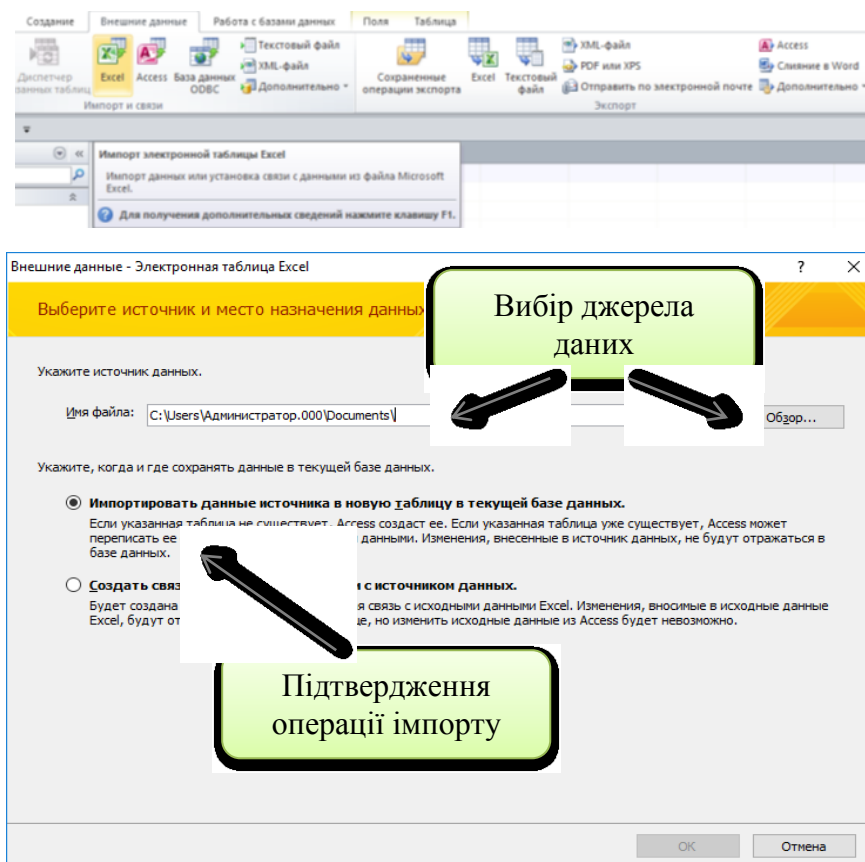 Создание Внешние данные Работа с базами данных Поля Таблица
Диспетчер
занных таблиц
Excel
Access
База данных
ODBC
Текстовый файл
XML-файл
Дополнительно
Импорт и связи
Сохраненные
операции экспорта
Excel
Текстовый
файл
XML-файл
PDF или XPS
Отправить по электронной почте
Access
Слияние в Word
Дополнительно
Экспорт
Импорт электронной таблицы Excel
Импорт данных или установка связи с данными из файла Microsoft
Excel.
Для получения дополнительных сведений нажмите клавишу F1.
Внешние данные - Электронная таблица Excel
Выберите источник и место назначения данных
Вибір джерела
даних
Укажите источник данных.
Имя файла: C:\Users\Администратор.000\Documents\ Обзор...
Укажите, когда и где сохранять данные в текущей базе данных.
Импортировать данные источника в новую таблицу в текущей базе данных.
Если указанная таблица не существует, Access создаст ее. Если указанная таблица уже существует, Access может
переписать ее данными. Изменения, внесенные в источник данных, не будут отражаться в
базе данных.
Создать с источником данных.
Будет создана связь с исходными данными Excel. Изменения, вносимые в исходные данные
Excel, будут но изменить исходные данные из Access будет невозможно.
Підтвердження
операції імпорту
OK Отмена